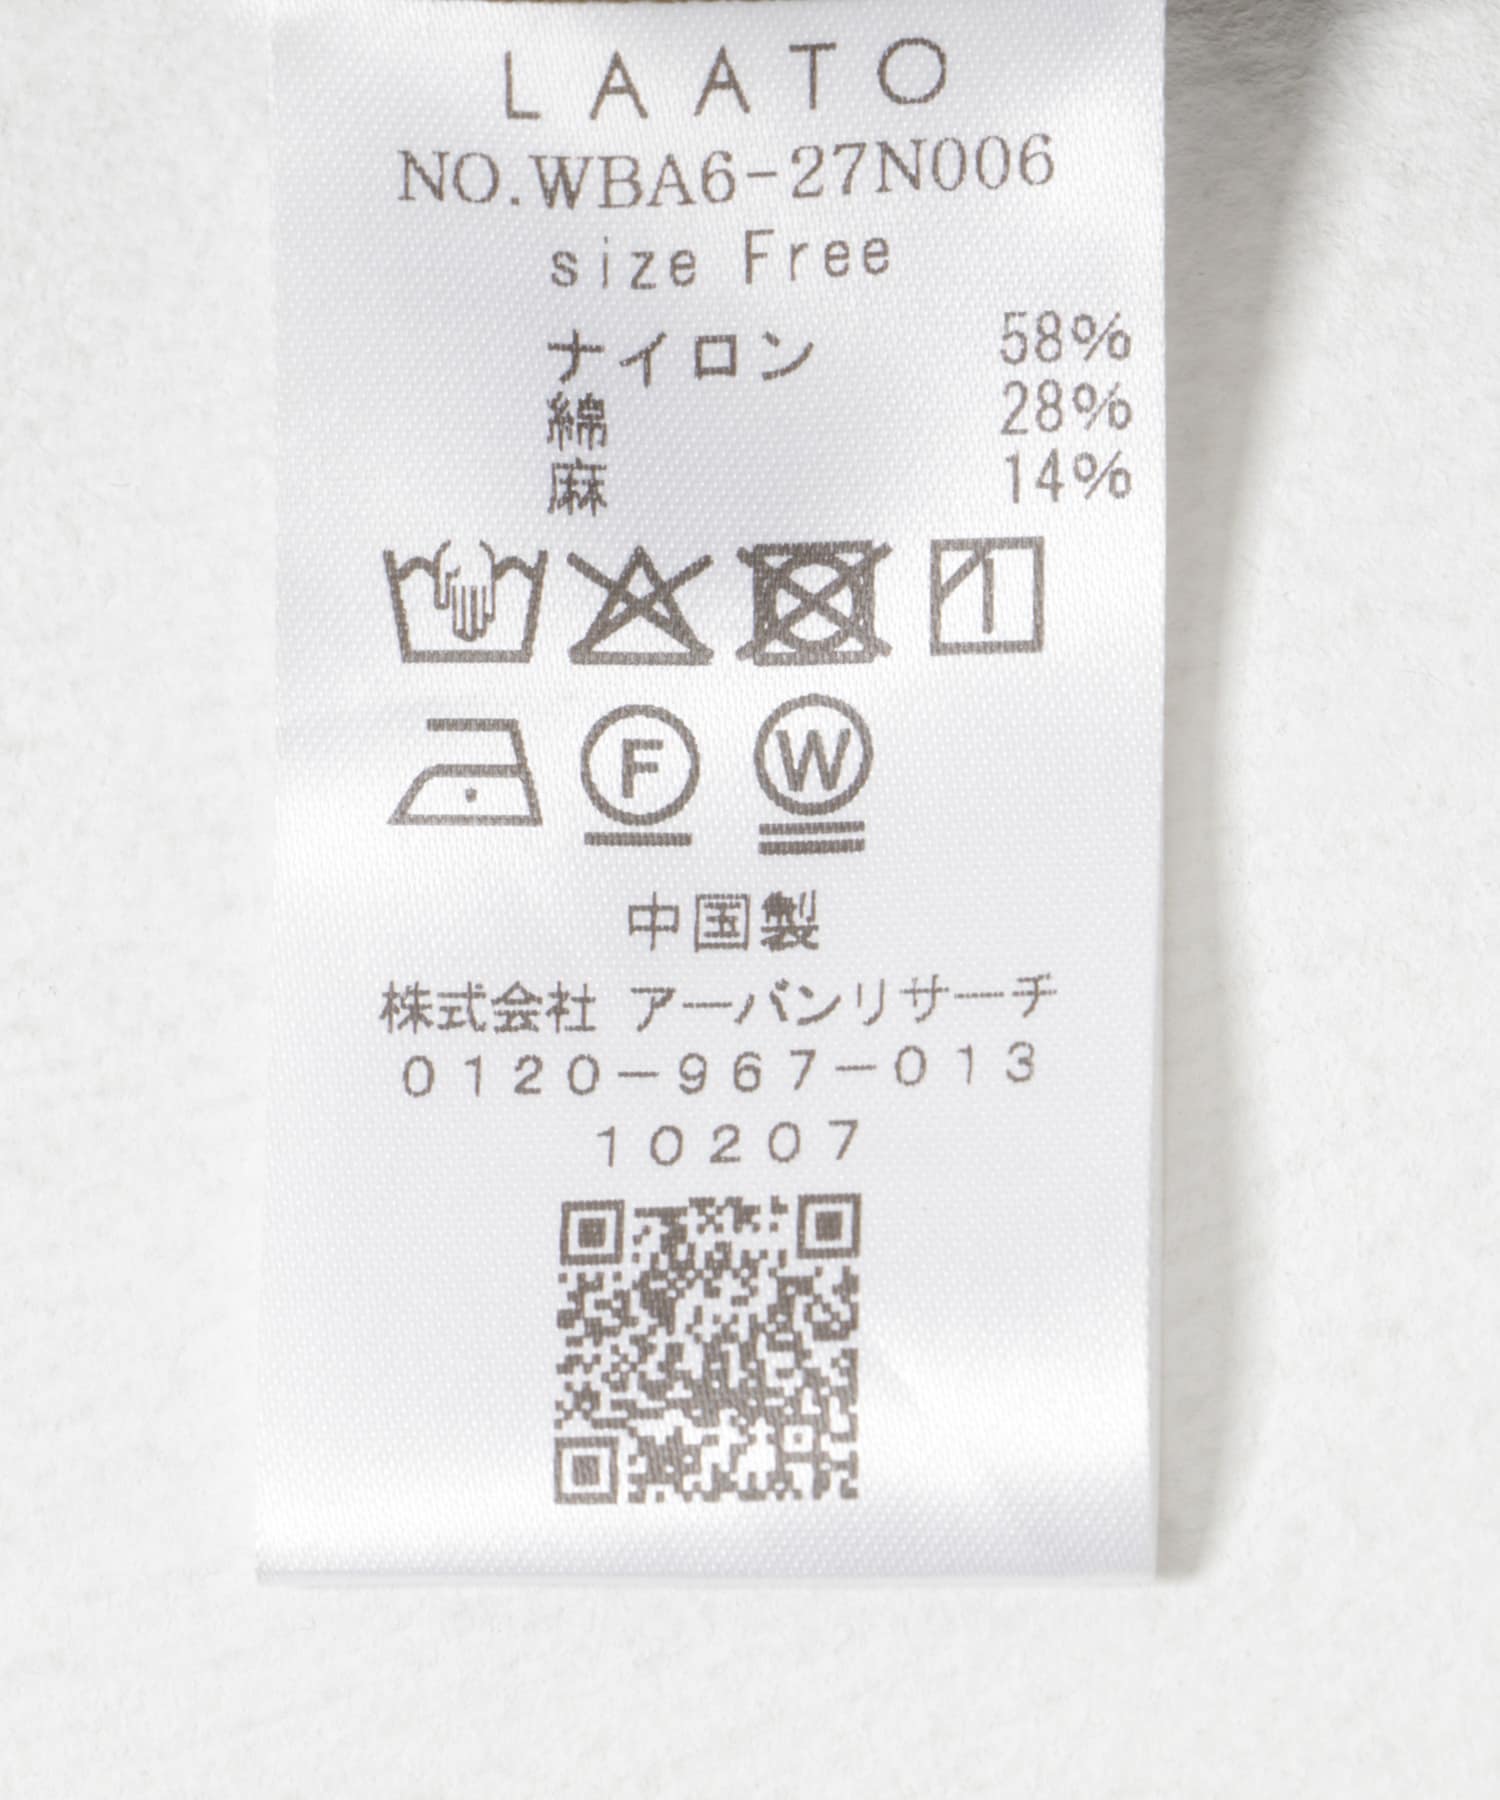 LAATO
NO.WBA6-27N006
size Free
ナイロン 58%
綿 28%
麻 14%
F W
中国製
株式会社 アーバンリサーチ
0120-967-013
10207